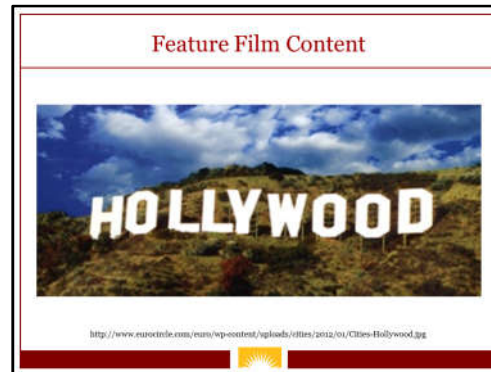 Feature Film Content
HOLLYWOOD
http://www.eurocircle.com/euro/wp-content/uploads/cities/2012/01/Cities-Hollywood.jpg